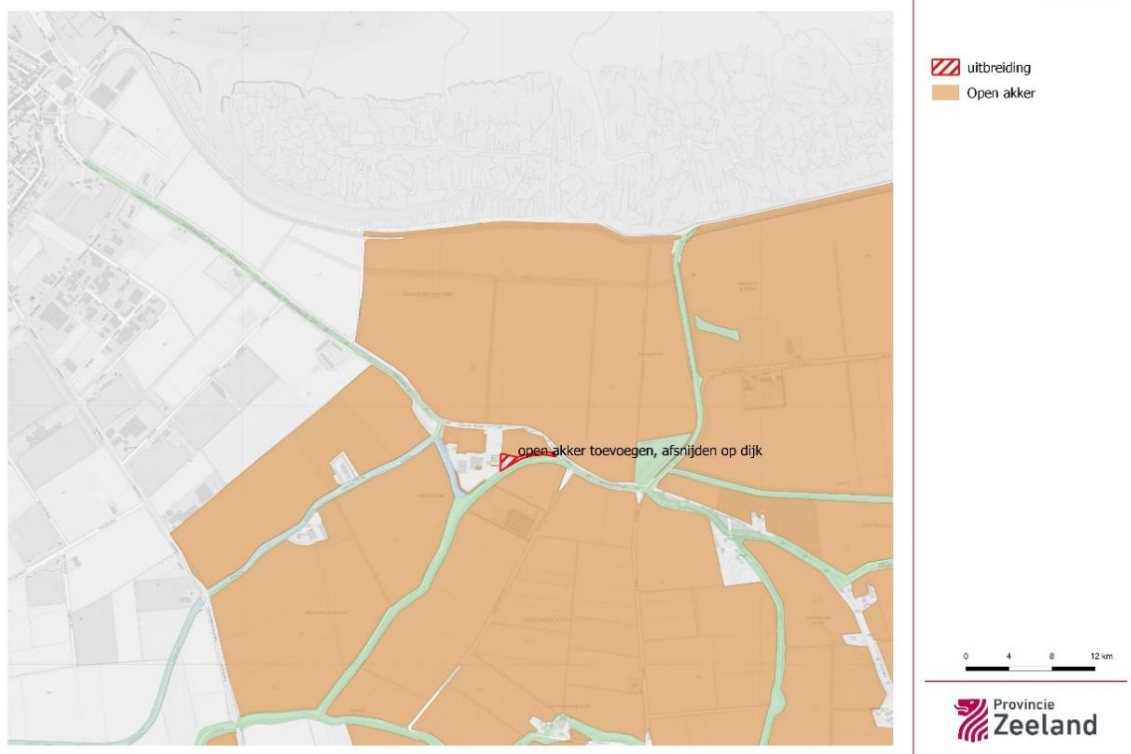 uitbreiding
Open akker
open akker toevoegen, afsnijden op dijk
0 4 8 12 km
Provincie
Zeeland